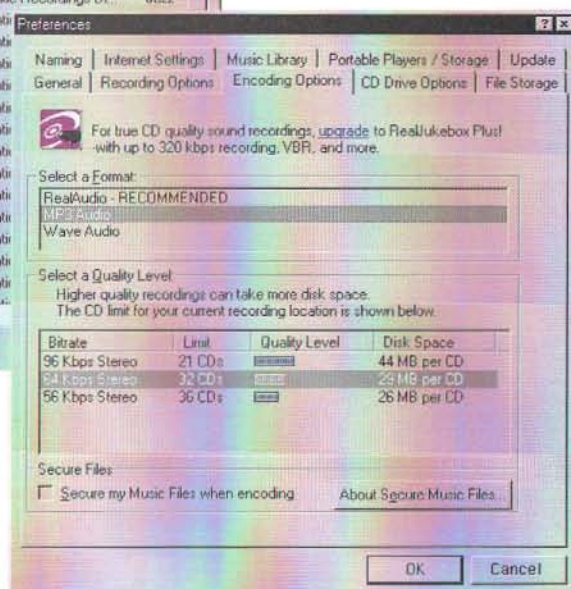 Preferences
Naming Internet Settings Music Library Portable Players / Storage Update
General Recording Options Encoding Options CD Drive Options File Storage
For true CD quality sound recordings, upgrade to RealJukebox Plus!
with up to 320 kbps recording, VBR, and more.
Select a Format:
RealAudio - RECOMMENDED
MP3 Audio
Wave Audio
Select a Quality Level:
Higher quality recordings can take more disk space.
The CD limit for your current recording location is shown below.
Bitrate Limit Quality Level Disk Space
96 Kbps Stereo 21 CDs 44 MB per CD
64 Kbps Stereo 32 CDs 29 MB per CD
56 Kbps Stereo 36 CDs 26 MB per CD
Secure Files
Secure my Music Files when encoding About Secure Music Files...
OK Cancel